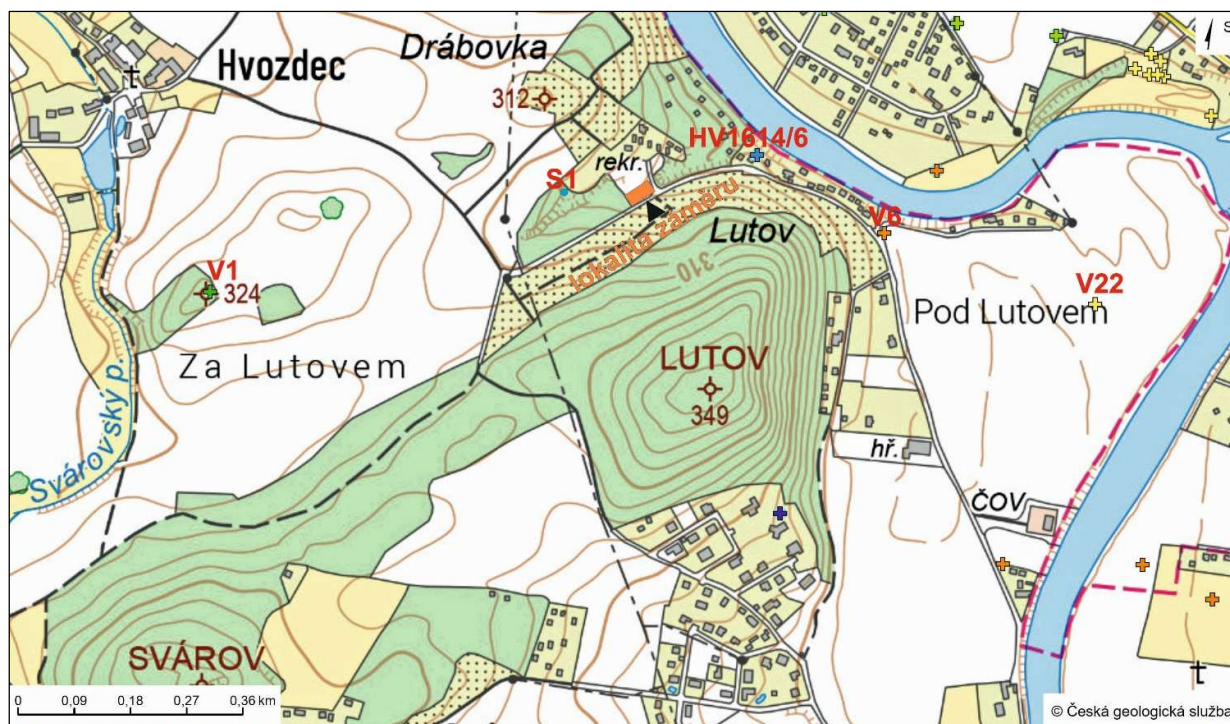 S
Drábovka
Hvozdec
312
HV1614/6
rekr.
S1
lokalita záměru
Lutov
V6
310
V1
324
V22
Pod Lutovem
Za Lutovem
LUTOV
349
Svárovský p.
hř.
ČOV
SVÁROV
0 0,09 0,18 0,27 0,36 km
© Česká geologická služba